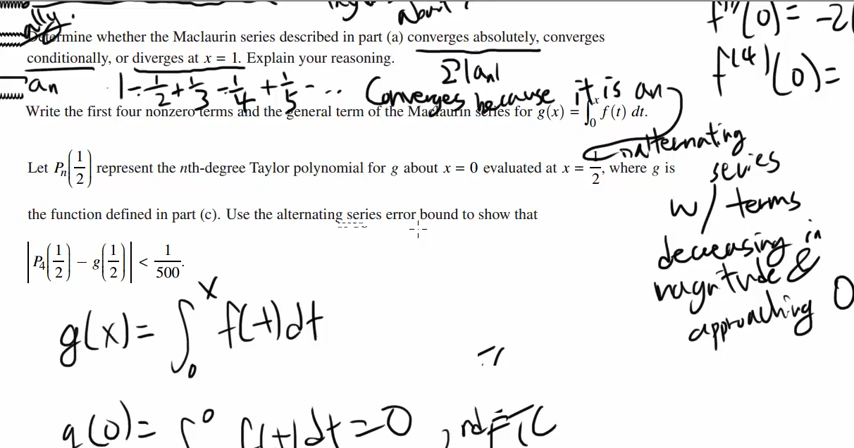 ally.
about
f'''(0) = -2
Determine whether the Maclaurin series described in part (a) converges absolutely, converges
conditionally, or diverges at x = 1. Explain your reasoning.
f^(4)(0) =
an
Σ|an|
1 - 1/2 + 1/3 - 1/4 + 1/5 - ...
Converges because it is an
Write the first four nonzero terms and the general term of the Maclaurin series for g(x) = ∫₀ˣ f(t) dt.
alternating
series
w/ terms
decreasing in
magnitude &
approaching 0
Let Pₙ(1/2) represent the nth-degree Taylor polynomial for g about x = 0 evaluated at x = 1/2, where g is
the function defined in part (c). Use the alternating series error bound to show that
|P₄(1/2) - g(1/2)| < 1/500.
g(x) = ∫₀ˣ f(t)dt
g(0) = ∫⁰ f(t)dt = 0
2nd FTC